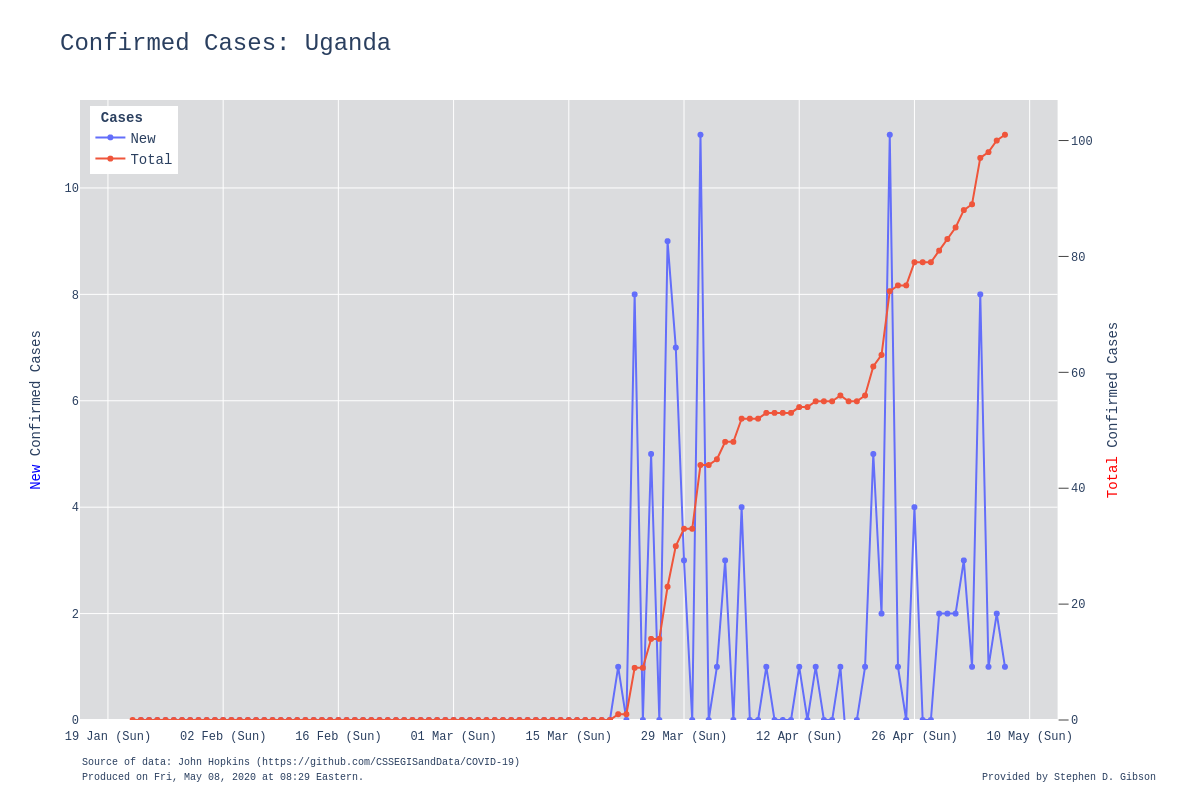 Confirmed Cases: Uganda
Cases
New
Total
10
8
6
4
2
0
100
80
60
40
20
0
New Confirmed Cases
Total Confirmed Cases
19 Jan (Sun)
02 Feb (Sun)
16 Feb (Sun)
01 Mar (Sun)
15 Mar (Sun)
29 Mar (Sun)
12 Apr (Sun)
26 Apr (Sun)
10 May (Sun)
Source of data: John Hopkins (https://github.com/CSSEGISandData/COVID-19)
Produced on Fri, May 08, 2020 at 08:29 Eastern.
Provided by Stephen D. Gibson